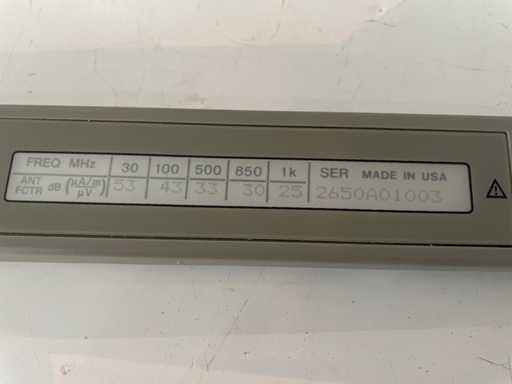 FREQ MHz 30 100 500 850 1k SER MADE IN USA
ANT FCTR dB (µA/m / µV) 53 43 33 30 25 2650A01003